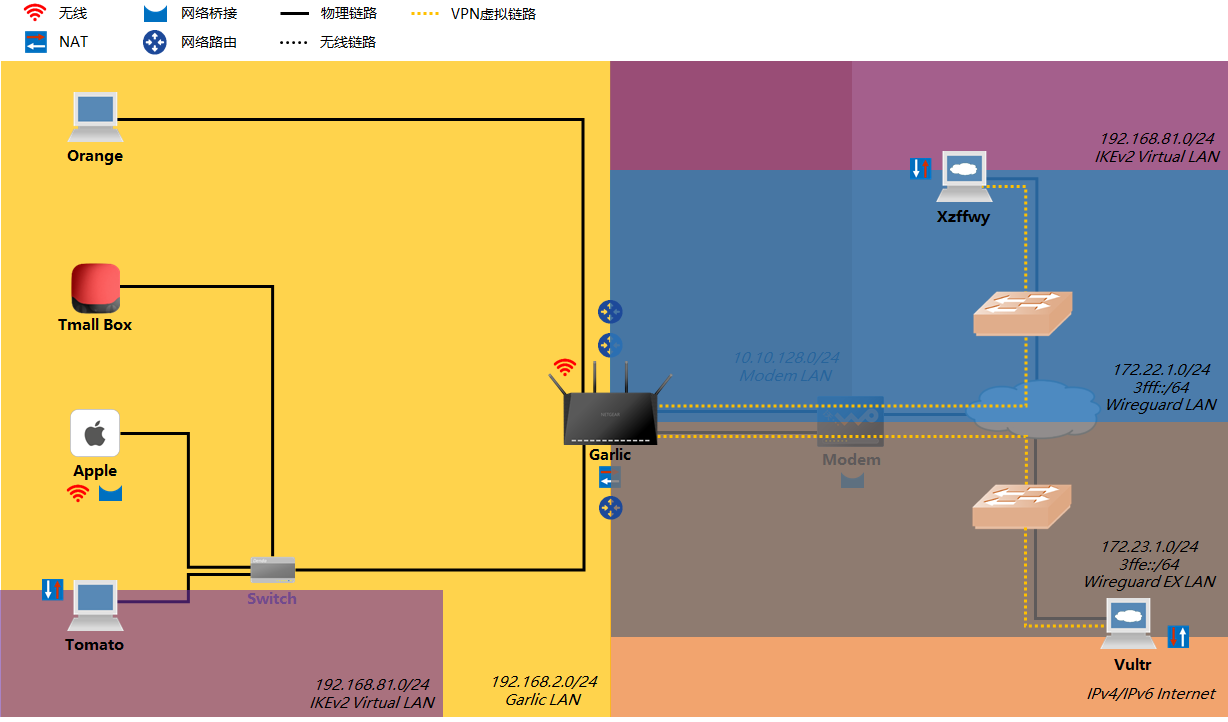 无线
网络桥接
物理链路
VPN虚拟链路
NAT
网络路由
无线链路
Orange
192.168.81.0/24
IKEv2 Virtual LAN
Xzffwy
Tmall Box
10.10.128.0/24
Modem LAN
172.22.1.0/24
3fff::/64
Wireguard LAN
NETGEAR
Garlic
Modem
Apple
172.23.1.0/24
3ffe::/64
Wireguard EX LAN
Switch
Tomato
Vultr
192.168.81.0/24
IKEv2 Virtual LAN
192.168.2.0/24
Garlic LAN
IPv4/IPv6 Internet